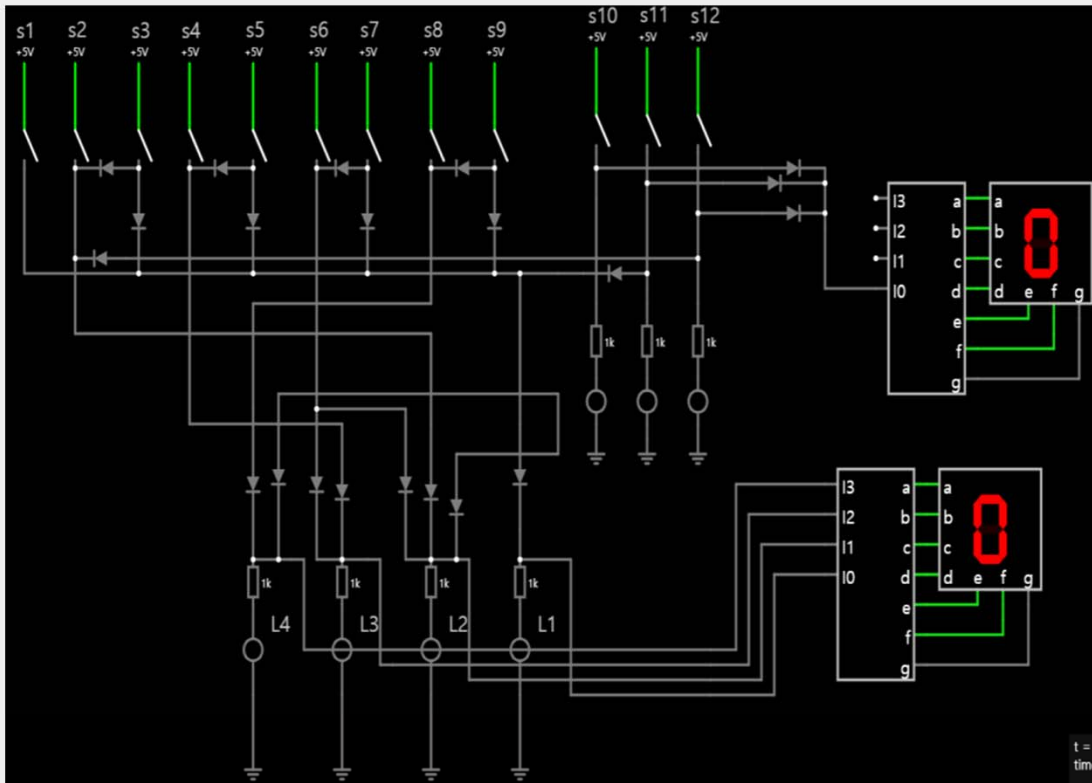 s1 s2 s3 s4 s5 s6 s7 s8 s9 s10 s11 s12
+5V +5V +5V +5V +5V +5V +5V +5V +5V +5V +5V +5V
I3 a a
I2 b b
I1 c c
I0 d d e f g
e
f
g
1k 1k 1k
I3 a a
I2 b b
I1 c c
I0 d d e f g
e
f
g
1k 1k 1k 1k
L4 L3 L2 L1
0
0
t =
tim